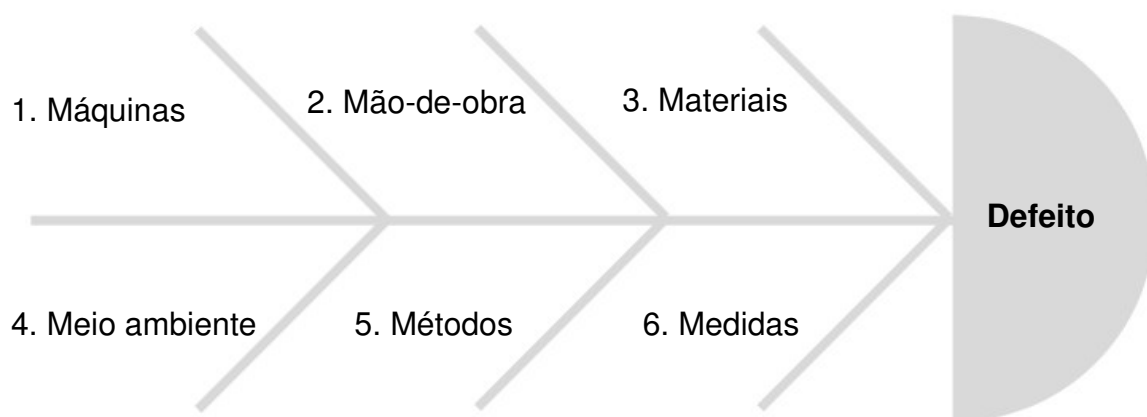 1. Máquinas
2. Mão-de-obra
3. Materiais
Defeito
4. Meio ambiente
5. Métodos
6. Medidas